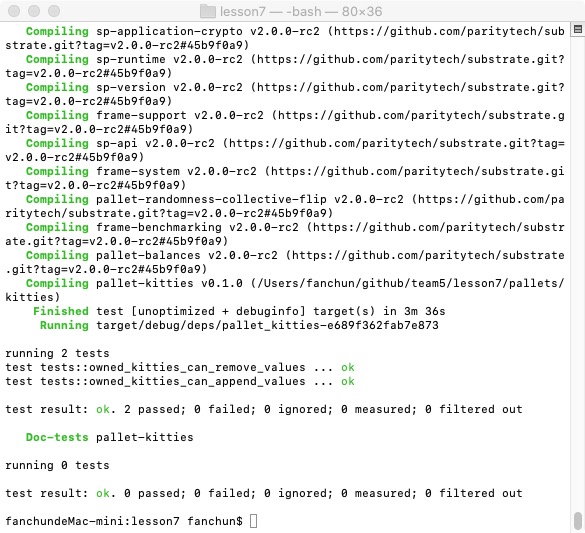 lesson7 — -bash — 80×36
Compiling sp-application-crypto v2.0.0-rc2 (https://github.com/paritytech/sub
strate.git?tag=v2.0.0-rc2#45b9f0a9)
Compiling sp-runtime v2.0.0-rc2 (https://github.com/paritytech/substrate.git?
tag=v2.0.0-rc2#45b9f0a9)
Compiling sp-version v2.0.0-rc2 (https://github.com/paritytech/substrate.git?
tag=v2.0.0-rc2#45b9f0a9)
Compiling frame-support v2.0.0-rc2 (https://github.com/paritytech/substrate.g
it?tag=v2.0.0-rc2#45b9f0a9)
Compiling sp-api v2.0.0-rc2 (https://github.com/paritytech/substrate.git?tag=
v2.0.0-rc2#45b9f0a9)
Compiling frame-system v2.0.0-rc2 (https://github.com/paritytech/substrate.gi
t?tag=v2.0.0-rc2#45b9f0a9)
Compiling pallet-randomness-collective-flip v2.0.0-rc2 (https://github.com/pa
ritytech/substrate.git?tag=v2.0.0-rc2#45b9f0a9)
Compiling frame-benchmarking v2.0.0-rc2 (https://github.com/paritytech/substr
ate.git?tag=v2.0.0-rc2#45b9f0a9)
Compiling pallet-balances v2.0.0-rc2 (https://github.com/paritytech/substrate
.git?tag=v2.0.0-rc2#45b9f0a9)
Compiling pallet-kitties v0.1.0 (/Users/fanchun/github/team5/lesson7/pallets/
kitties)
Finished test [unoptimized + debuginfo] target(s) in 3m 36s
Running target/debug/deps/pallet_kitties-e689f362fab7e873
running 2 tests
test tests::owned_kitties_can_remove_values ... ok
test tests::owned_kitties_can_append_values ... ok
test result: ok. 2 passed; 0 failed; 0 ignored; 0 measured; 0 filtered out
Doc-tests pallet-kitties
running 0 tests
test result: ok. 0 passed; 0 failed; 0 ignored; 0 measured; 0 filtered out
fanchundeMac-mini:lesson7 fanchun$